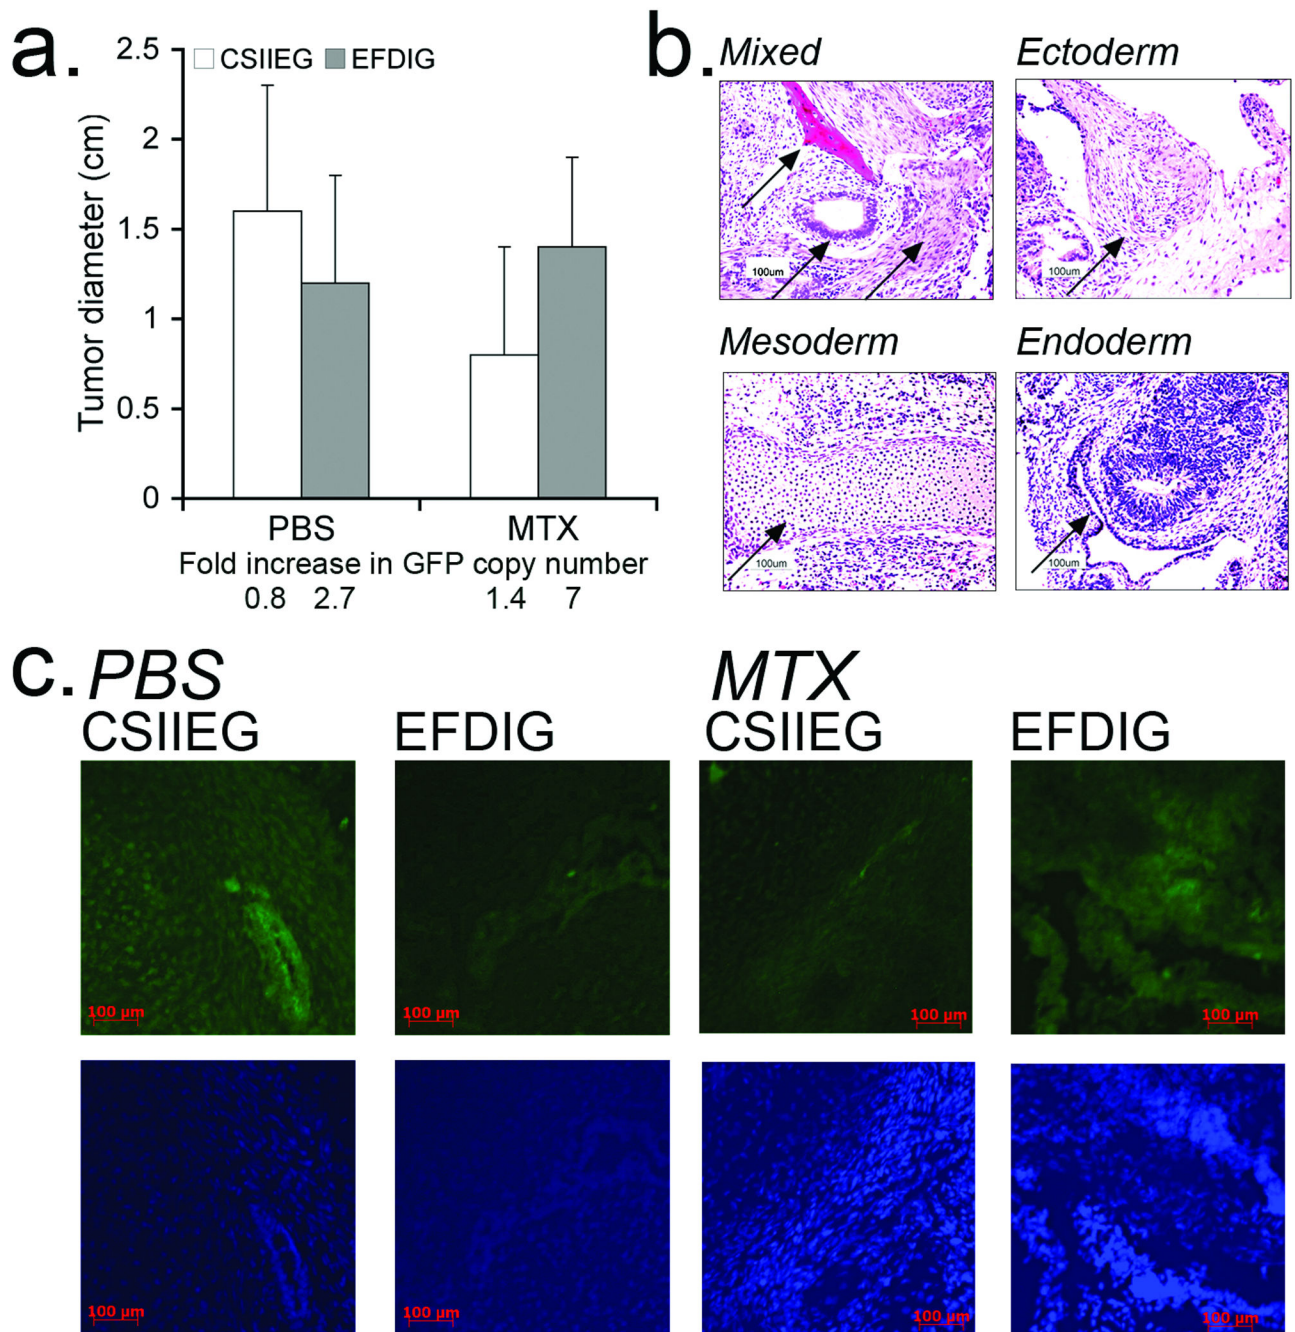 a.
2.5
CSIIEG EFDIG
2
1.5
1
0.5
0
Tumor diameter (cm)
PBS MTX
Fold increase in GFP copy number
0.8 2.7 1.4 7
b.
Mixed Ectoderm
100um 100um
Mesoderm Endoderm
100um 100um
c. PBS MTX
CSIIEG EFDIG CSIIEG EFDIG
100 µm 100 µm 100 µm 100 µm
100 µm 100 µm 100 µm 100 µm